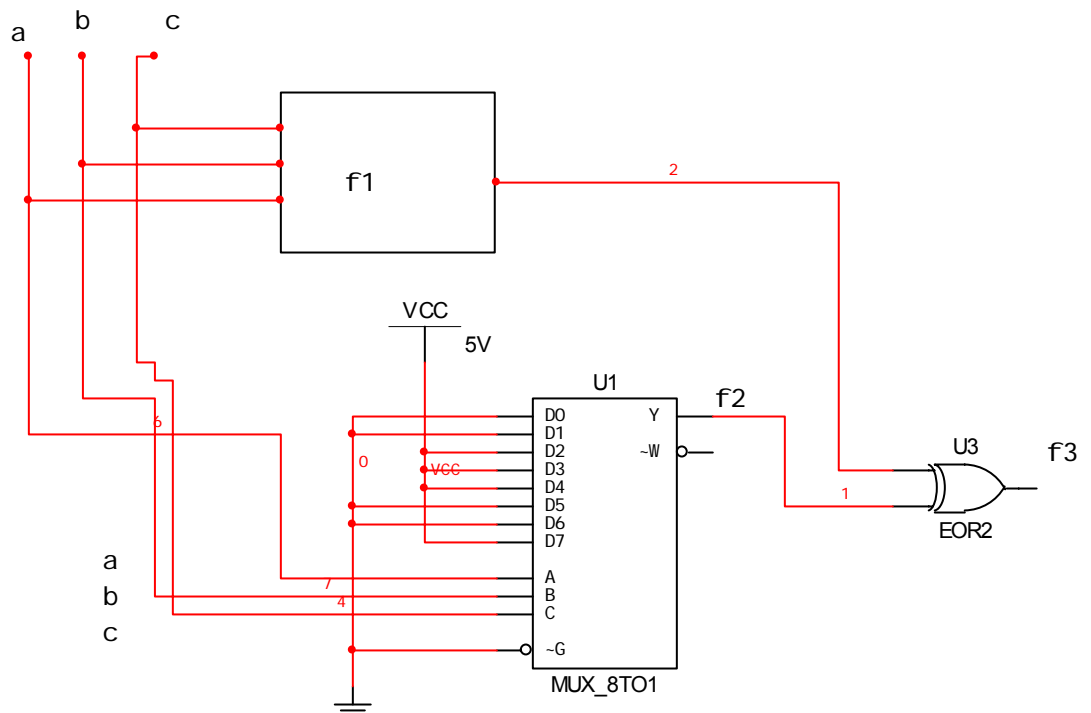 a b c
f1
2
VCC
5V
U1
f2
D0 Y
D1
D2 ~W
D3
D4
D5
D6
D7
A
B
C
~G
MUX_8TO1
6
0
VCC
7
4
a
b
c
1
U3
f3
EOR2